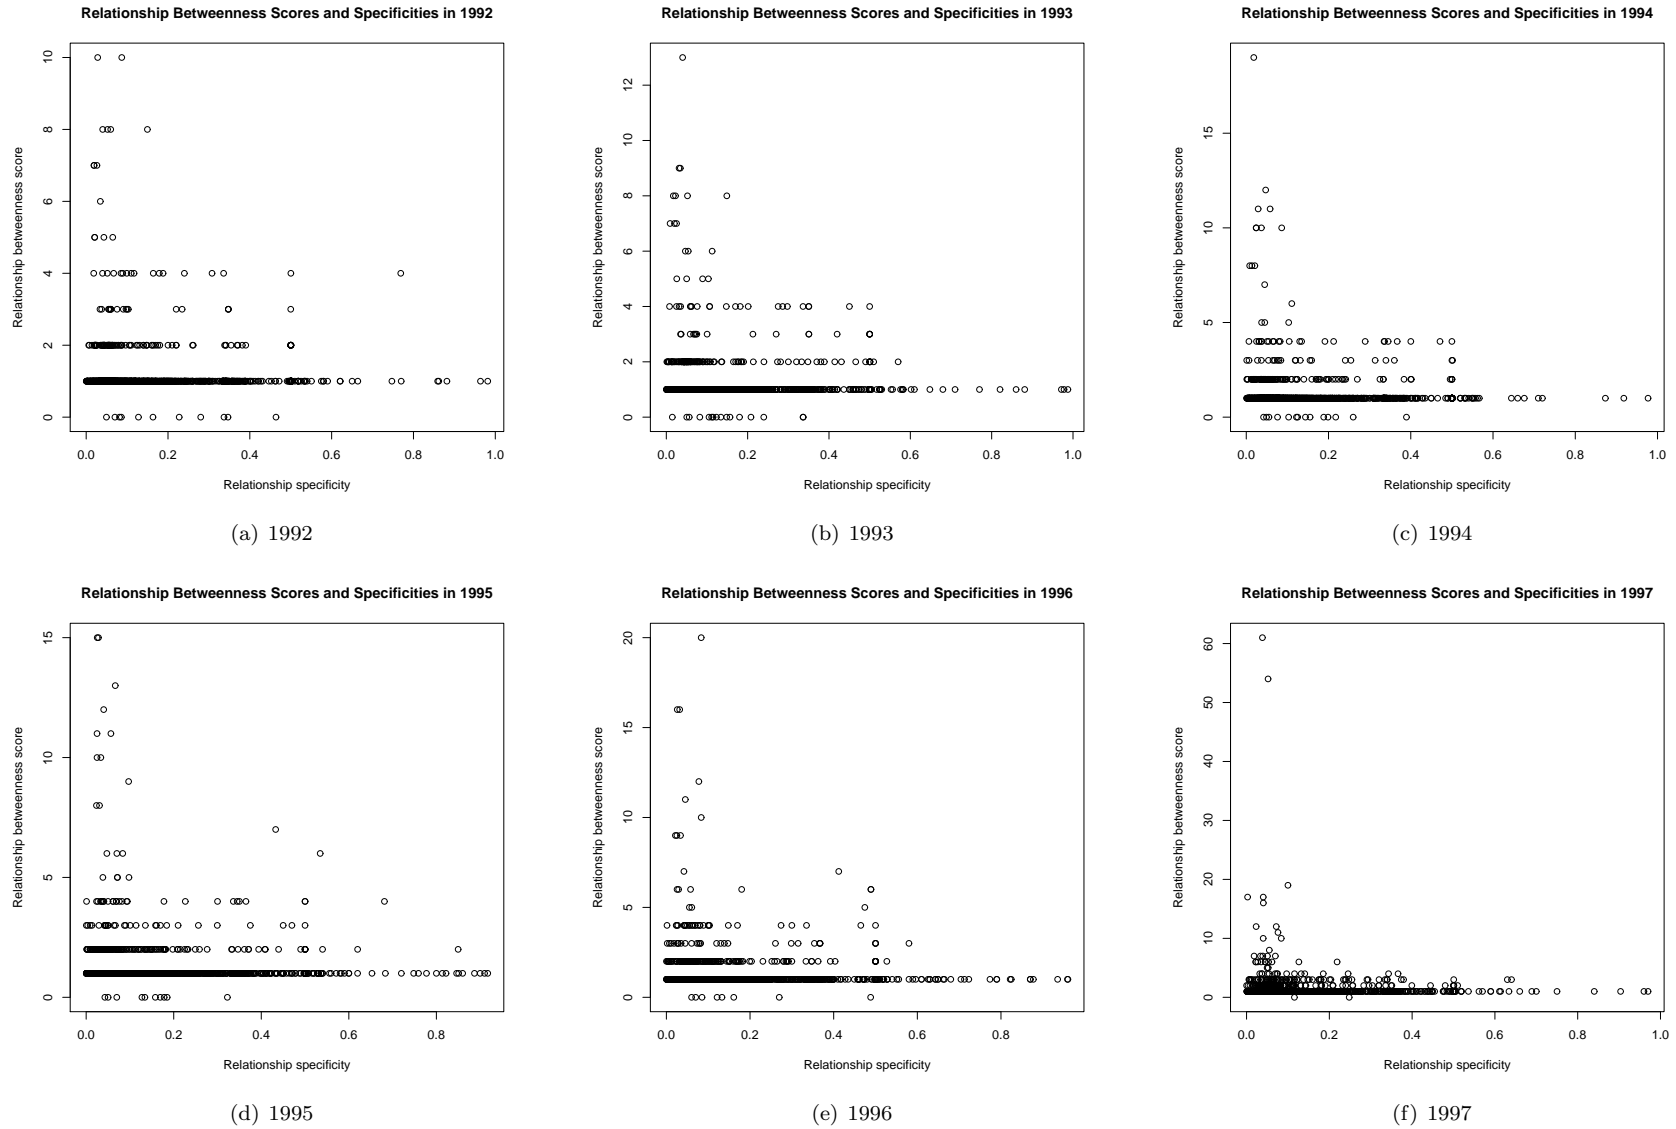 Relationship Betweenness Scores and Specificities in 1992
Relationship betweenness score
0 2 4 6 8 10
0.0 0.2 0.4 0.6 0.8 1.0
Relationship specificity
(a) 1992
Relationship Betweenness Scores and Specificities in 1993
Relationship betweenness score
0 2 4 6 8 10 12
0.0 0.2 0.4 0.6 0.8 1.0
Relationship specificity
(b) 1993
Relationship Betweenness Scores and Specificities in 1994
Relationship betweenness score
0 5 10 15
0.0 0.2 0.4 0.6 0.8 1.0
Relationship specificity
(c) 1994
Relationship Betweenness Scores and Specificities in 1995
Relationship betweenness score
0 5 10 15
0.0 0.2 0.4 0.6 0.8
Relationship specificity
(d) 1995
Relationship Betweenness Scores and Specificities in 1996
Relationship betweenness score
0 5 10 15 20
0.0 0.2 0.4 0.6 0.8
Relationship specificity
(e) 1996
Relationship Betweenness Scores and Specificities in 1997
Relationship betweenness score
0 10 20 30 40 50 60
0.0 0.2 0.4 0.6 0.8 1.0
Relationship specificity
(f) 1997